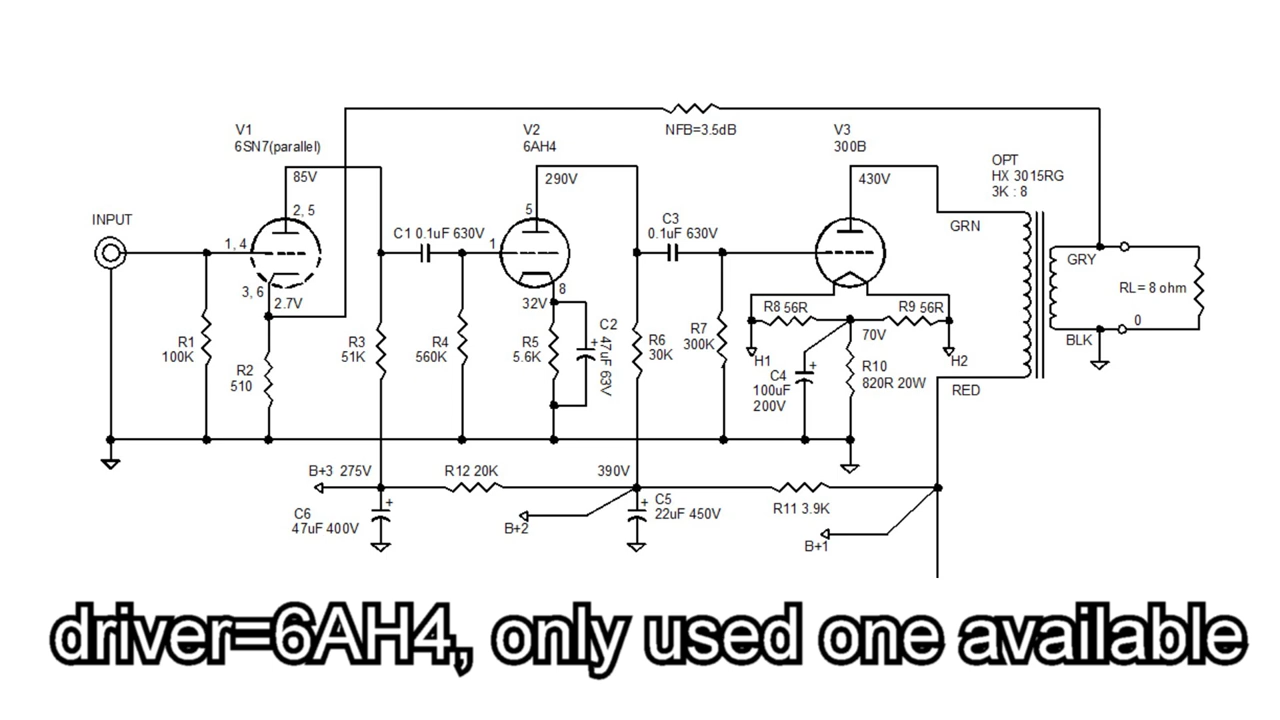 NFB=3.5dB
V1
6SN7(parallel)
85V
2, 5
INPUT
1, 4
3, 6
2.7V
R1
100K
R2
510
R3
51K
C1 0.1uF 630V
R4
560K
V2
6AH4
290V
5
1
8
32V
R5
5.6K
C2
47uF 63V
R6
30K
C3
0.1uF 630V
R7
300K
V3
300B
430V
R8 56R
R9 56R
70V
H1
H2
C4
100uF
200V
R10
820R 20W
OPT
HX 3015RG
3K : 8
GRN
RED
GRY
BLK
0
RL= 8 ohm
B+3 275V
R12 20K
390V
C6
47uF 400V
B+2
C5
22uF 450V
R11 3.9K
B+1
driver=6AH4, only used one available